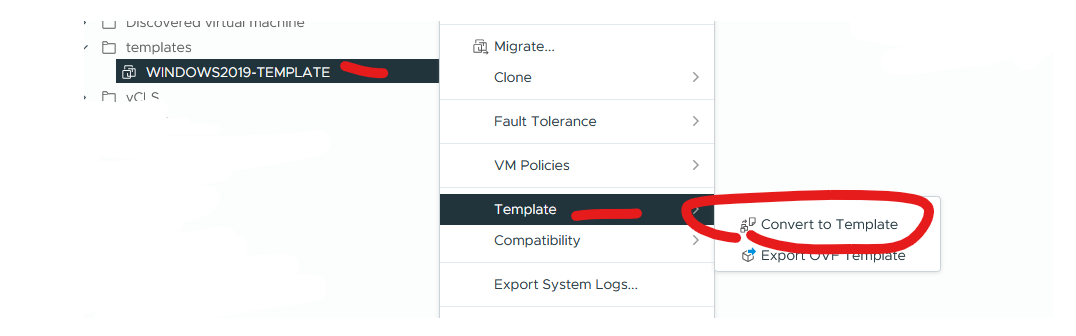 Discovered virtual machine
templates
WINDOWS2019-TEMPLATE
vCLS
Migrate...
Clone
Fault Tolerance
VM Policies
Template
Compatibility
Export System Logs...
Convert to Template
Export OVF Template